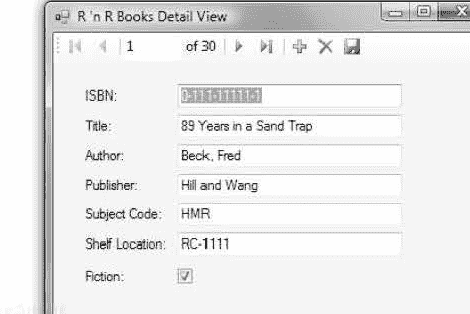 R 'n R Books Detail View
1 of 30
ISBN: 0-111-11111-1
Title: 89 Years in a Sand Trap
Author: Beck, Fred
Publisher: Hill and Wang
Subject Code: HMR
Shelf Location: RC-1111
Fiction: